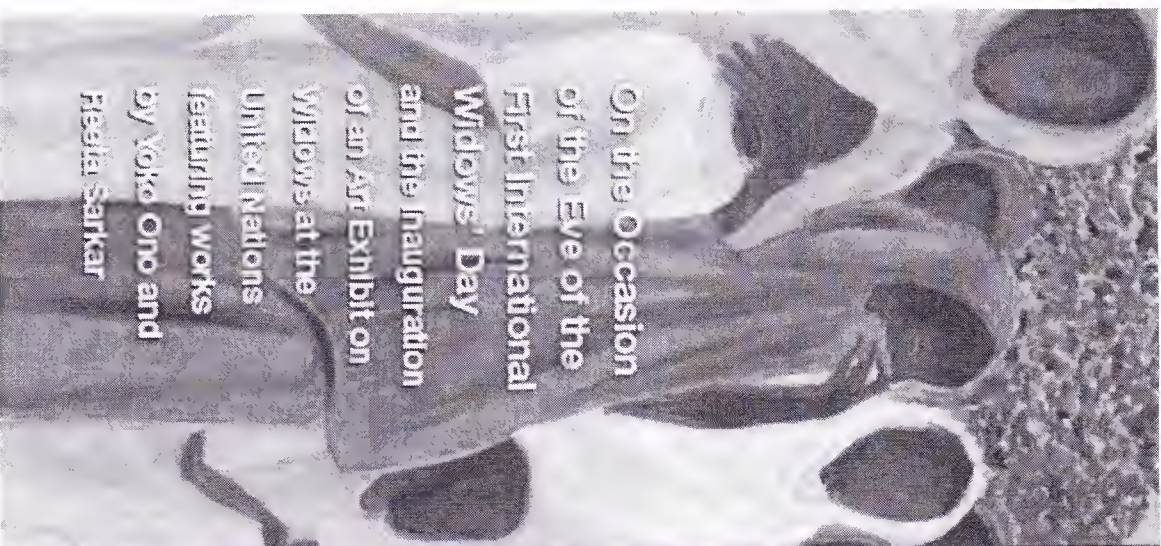 On the Occasion
of the Eve of the
First International
Widows' Day
and the Inauguration
of an Art Exhibit on
Widows at the
United Nations
featuring works
by Yoko Ono and
Reeta Sarkar